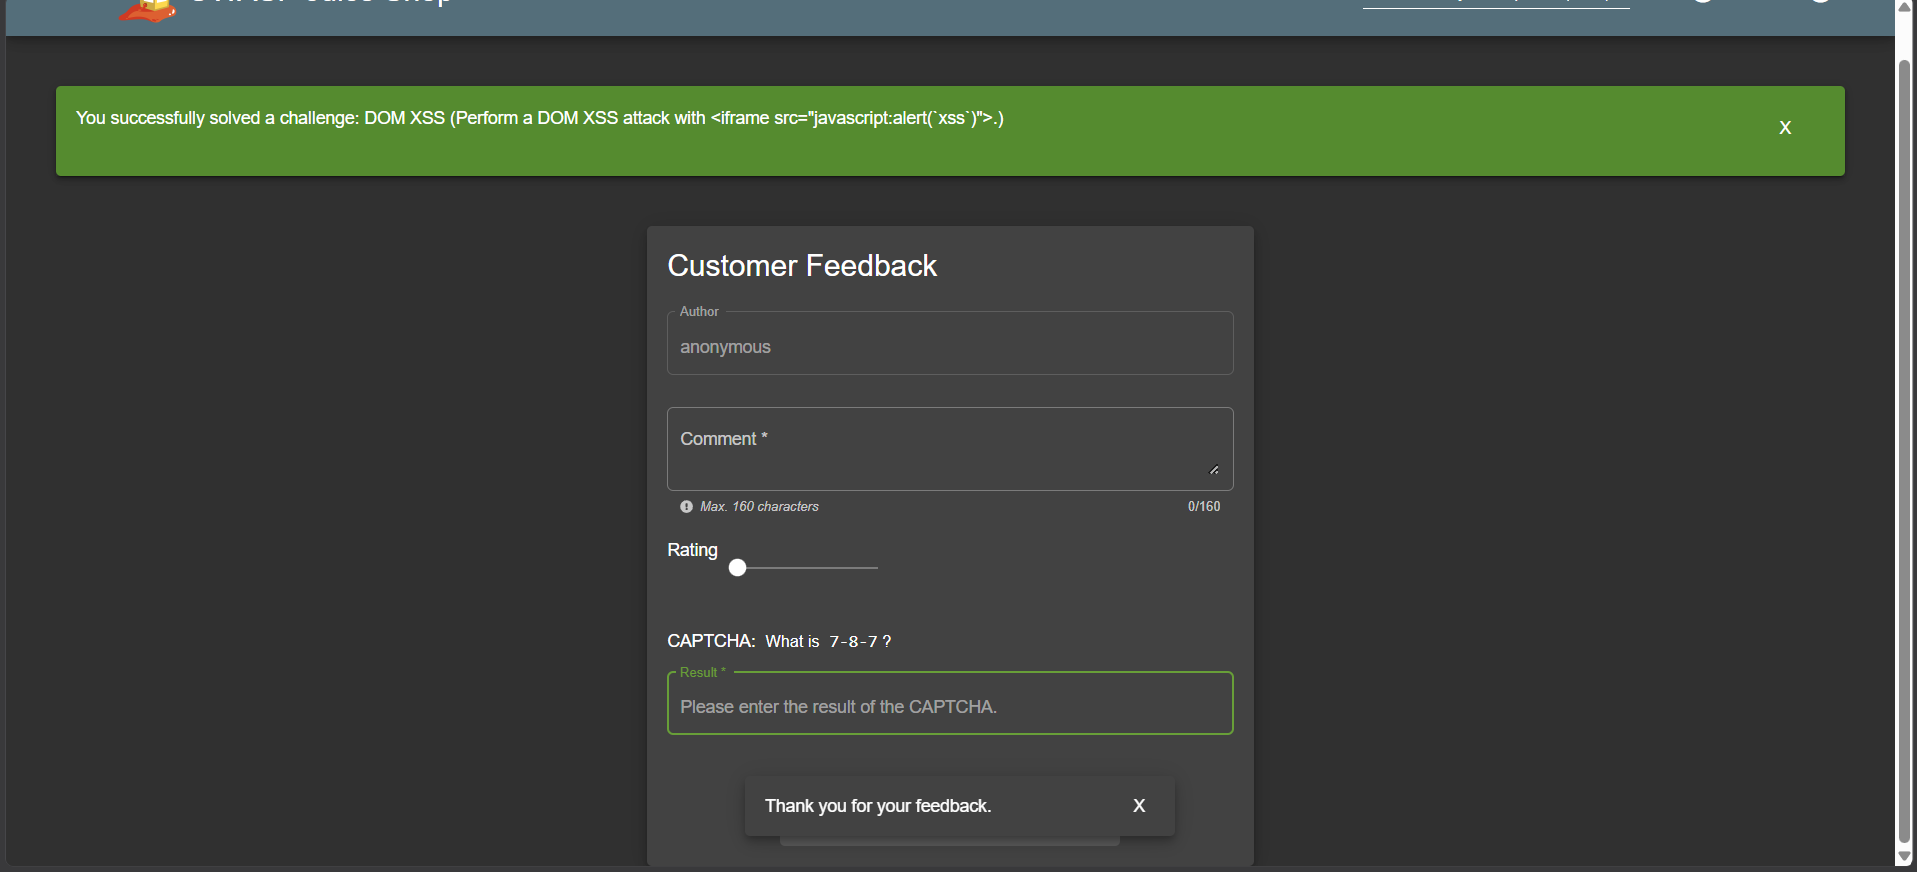 You successfully solved a challenge: DOM XSS (Perform a DOM XSS attack with <iframe src="javascript:alert(`xss`)">.)
X
Customer Feedback
Author
anonymous
Comment *
Max. 160 characters
0/160
Rating
CAPTCHA: What is 7-8-7 ?
Result *
Please enter the result of the CAPTCHA.
Thank you for your feedback.
X